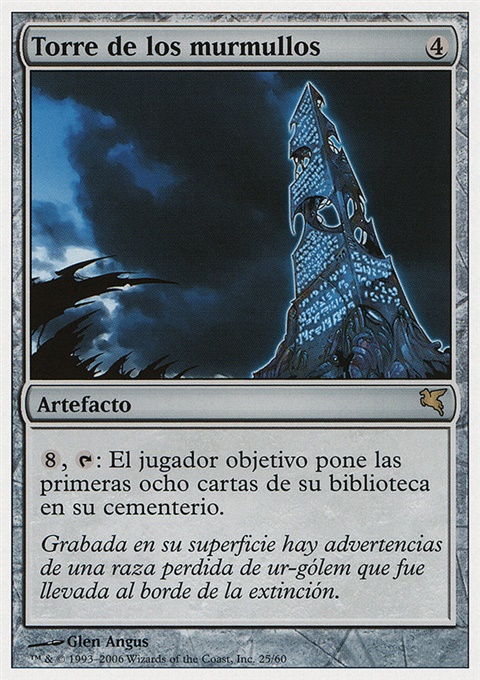 Torre de los murmullos 4
Artefacto
8, : El jugador objetivo pone las
primeras ocho cartas de su biblioteca
en su cementerio.
Grabada en su superficie hay advertencias
de una raza perdida de ur-gólem que fue
llevada al borde de la extinción.
Glen Angus
™ & © 1993–2006 Wizards of the Coast, Inc. 25/60